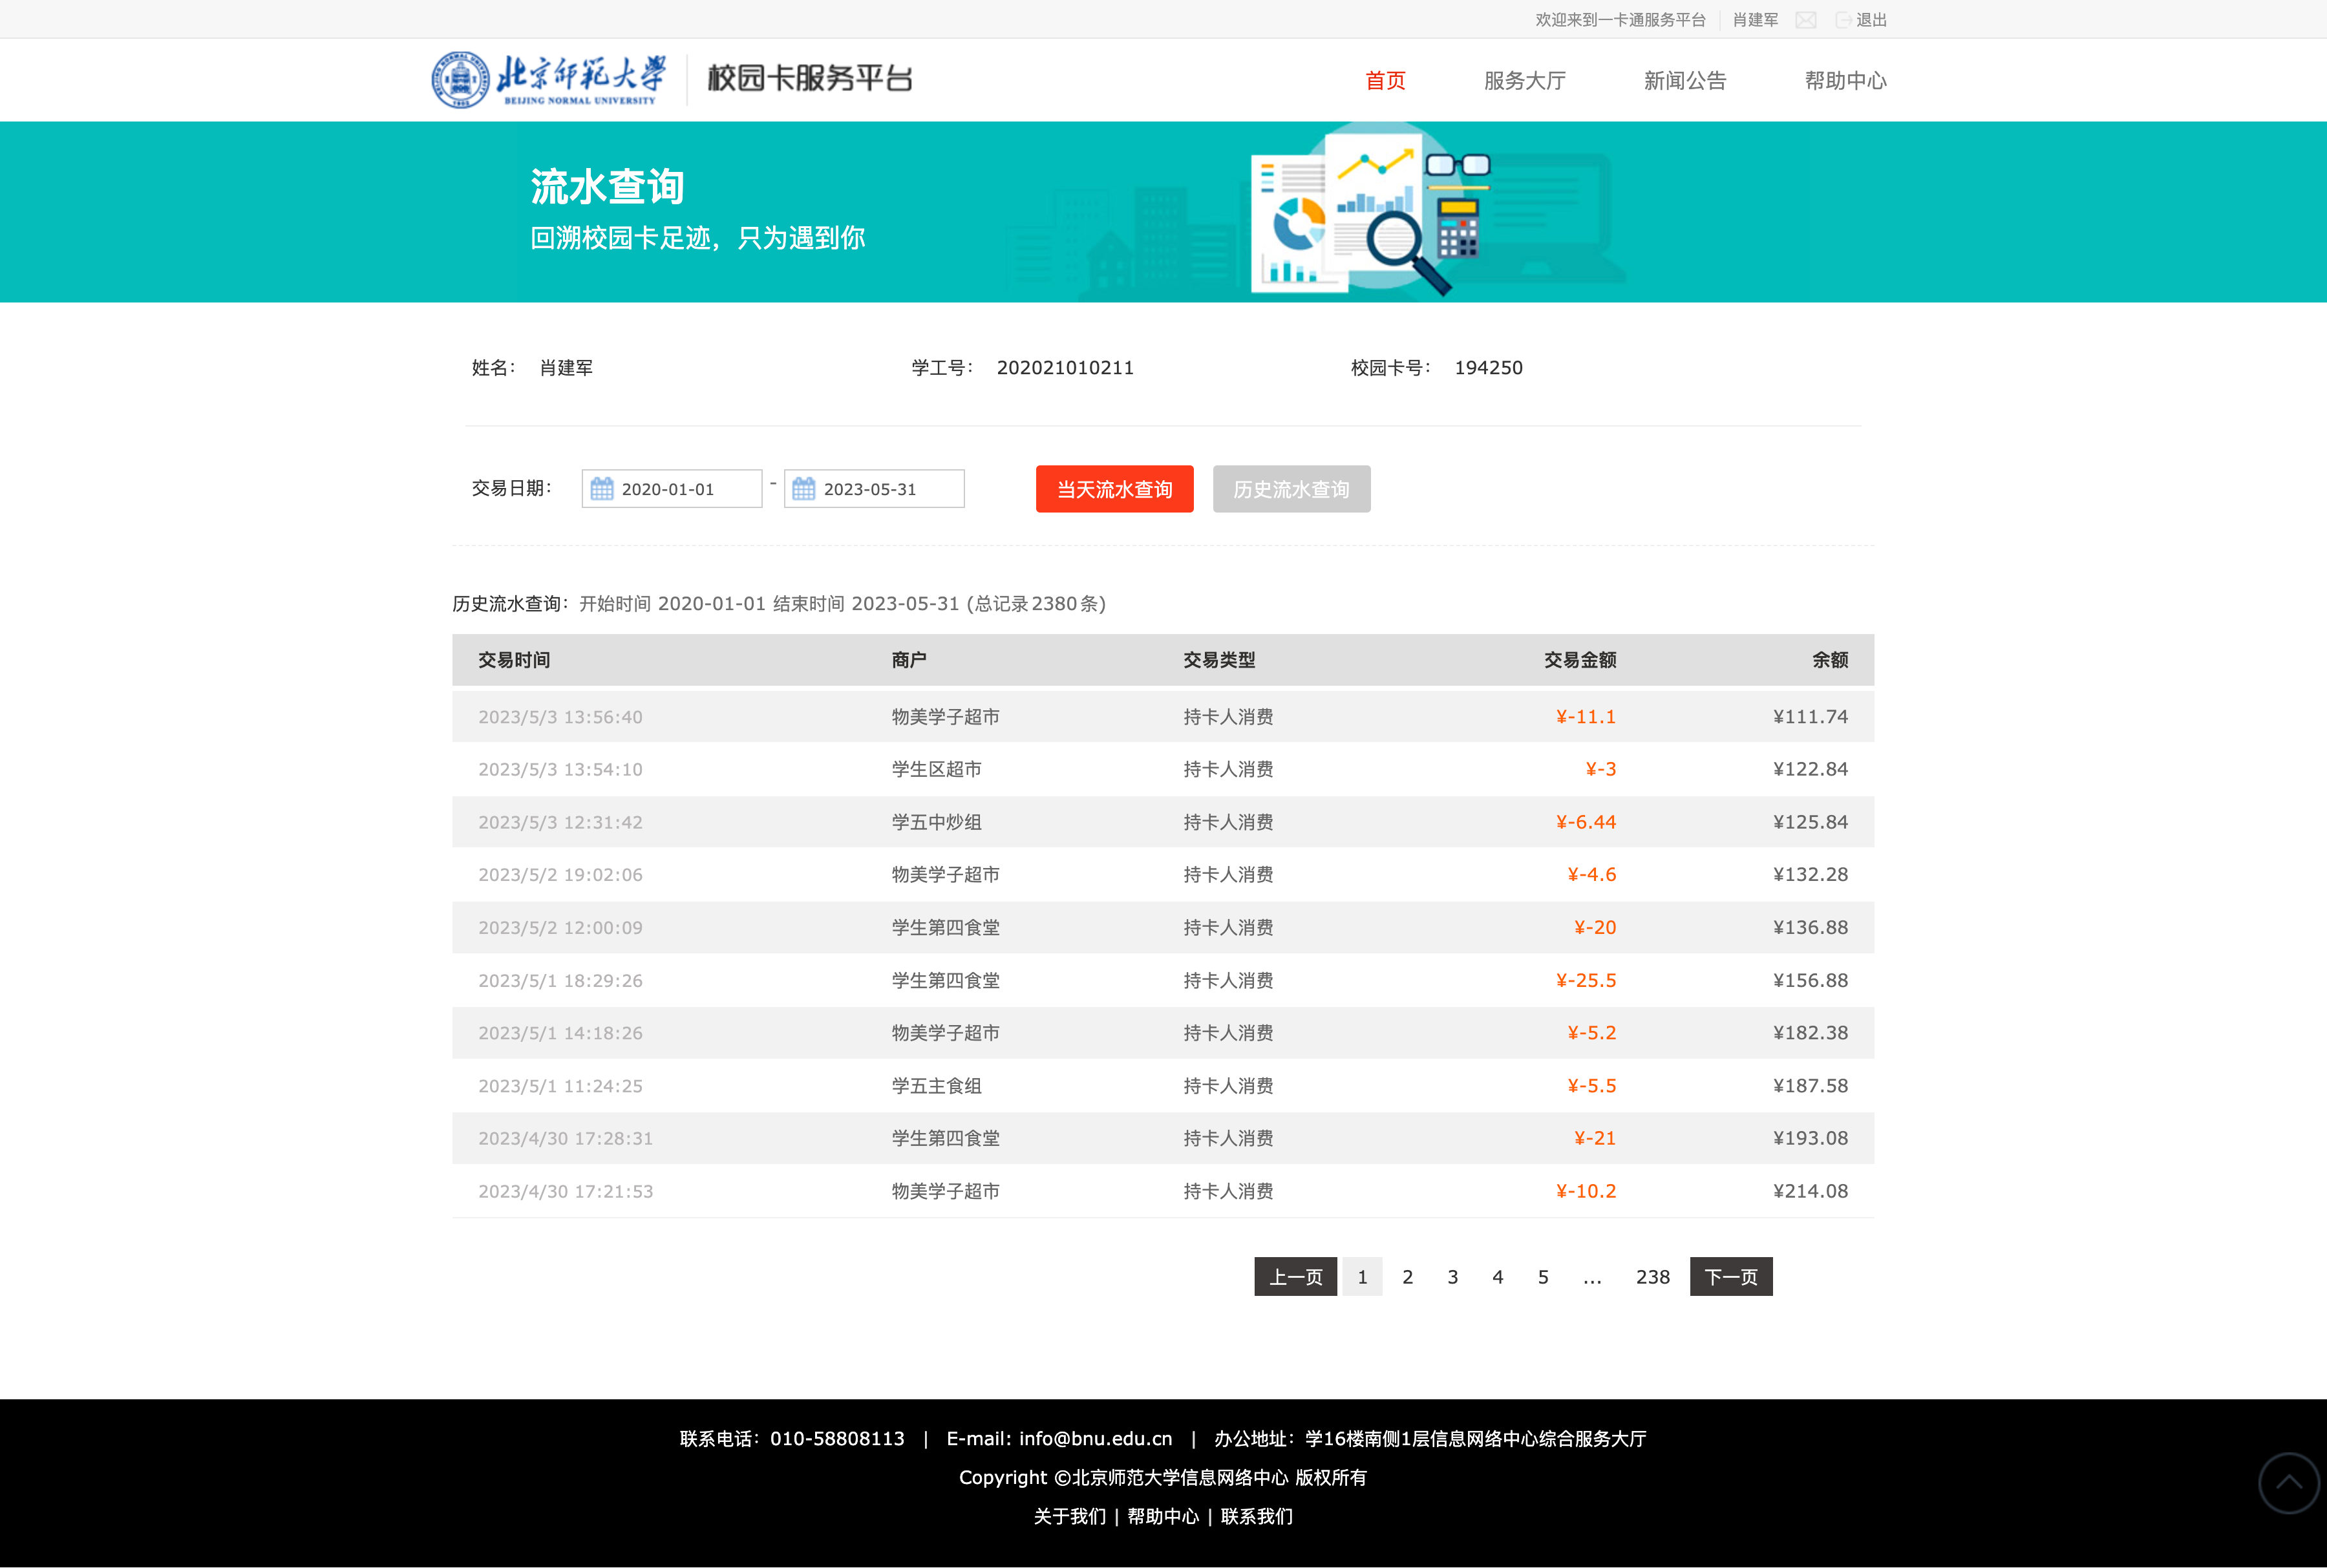 欢迎来到一卡通服务平台 肖建军 退出
北京师范大学 BEIJING NORMAL UNIVERSITY 校园卡服务平台 首页 服务大厅 新闻公告 帮助中心
流水查询
回溯校园卡足迹，只为遇到你
姓名： 肖建军 学工号： 202021010211 校园卡号： 194250
交易日期： 2020-01-01 - 2023-05-31 当天流水查询 历史流水查询
历史流水查询：开始时间 2020-01-01 结束时间 2023-05-31 (总记录2380条)
交易时间 商户 交易类型 交易金额 余额
2023/5/3 13:56:40 物美学子超市 持卡人消费 ¥-11.1 ¥111.74
2023/5/3 13:54:10 学生区超市 持卡人消费 ¥-3 ¥122.84
2023/5/3 12:31:42 学五中炒组 持卡人消费 ¥-6.44 ¥125.84
2023/5/2 19:02:06 物美学子超市 持卡人消费 ¥-4.6 ¥132.28
2023/5/2 12:00:09 学生第四食堂 持卡人消费 ¥-20 ¥136.88
2023/5/1 18:29:26 学生第四食堂 持卡人消费 ¥-25.5 ¥156.88
2023/5/1 14:18:26 物美学子超市 持卡人消费 ¥-5.2 ¥182.38
2023/5/1 11:24:25 学五主食组 持卡人消费 ¥-5.5 ¥187.58
2023/4/30 17:28:31 学生第四食堂 持卡人消费 ¥-21 ¥193.08
2023/4/30 17:21:53 物美学子超市 持卡人消费 ¥-10.2 ¥214.08
上一页 1 2 3 4 5 ... 238 下一页
联系电话：010-58808113 | E-mail: info@bnu.edu.cn | 办公地址：学16楼南侧1层信息网络中心综合服务大厅
Copyright ©北京师范大学信息网络中心 版权所有
关于我们 | 帮助中心 | 联系我们